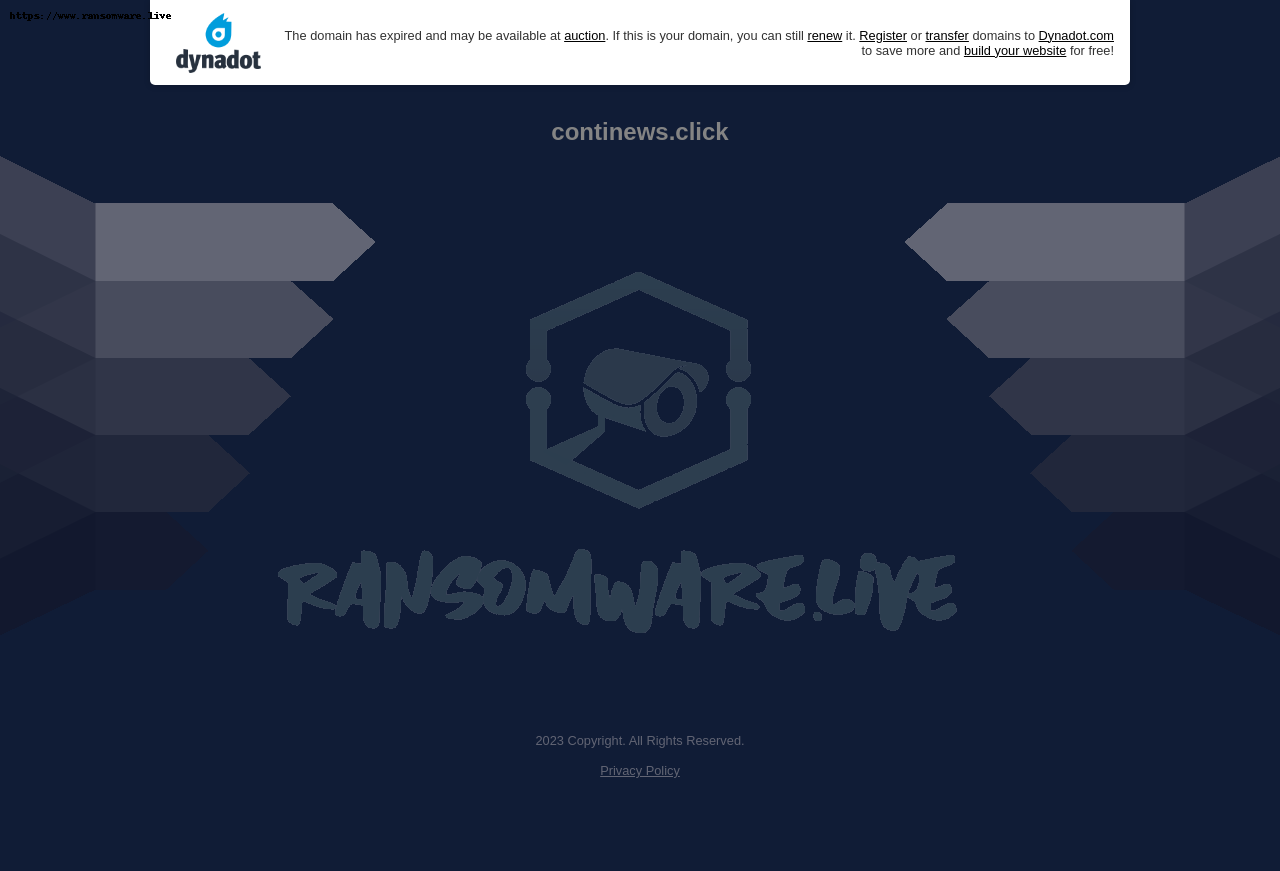 https://www.ransomware.live
dynadot
The domain has expired and may be available at auction. If this is your domain, you can still renew it. Register or transfer domains to Dynadot.com
to save more and build your website for free!
continews.click
RANSOMWARE.LIVE
2023 Copyright. All Rights Reserved.
Privacy Policy